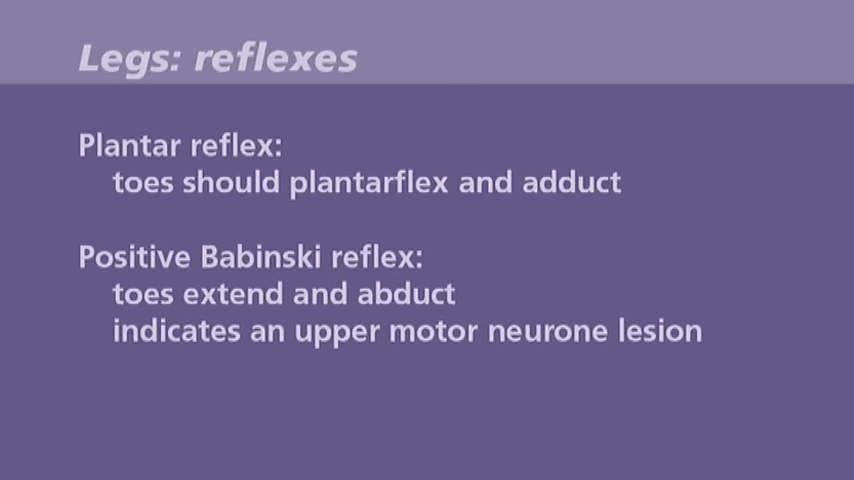 Legs: reflexes
Plantar reflex:
toes should plantarflex and adduct
Positive Babinski reflex:
toes extend and abduct
indicates an upper motor neurone lesion